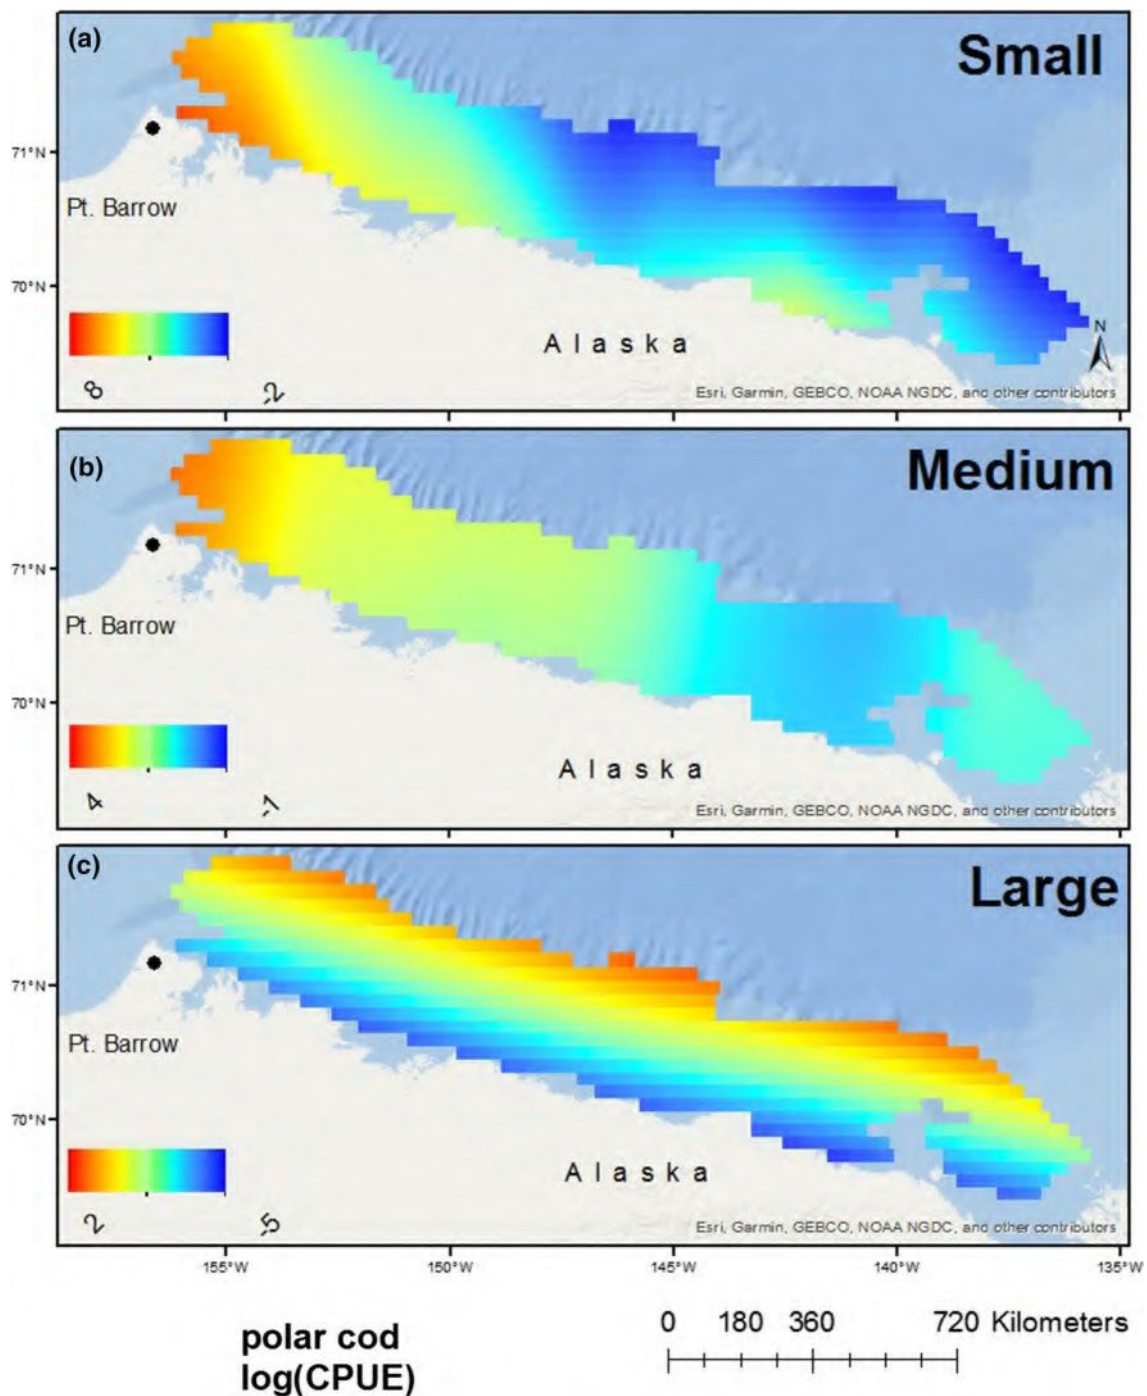 (a)
Small
71°N
Pt. Barrow
70°N
N
Alaska
8
-2
Esri, Garmin, GEBCO, NOAA NGDC, and other contributors
(b)
Medium
71°N
Pt. Barrow
70°N
Alaska
4
-1
Esri, Garmin, GEBCO, NOAA NGDC, and other contributors
(c)
Large
71°N
Pt. Barrow
70°N
Alaska
2
-5
Esri, Garmin, GEBCO, NOAA NGDC, and other contributors
155°W 150°W 145°W 140°W 135°W
polar cod
log(CPUE)
0 180 360 720 Kilometers